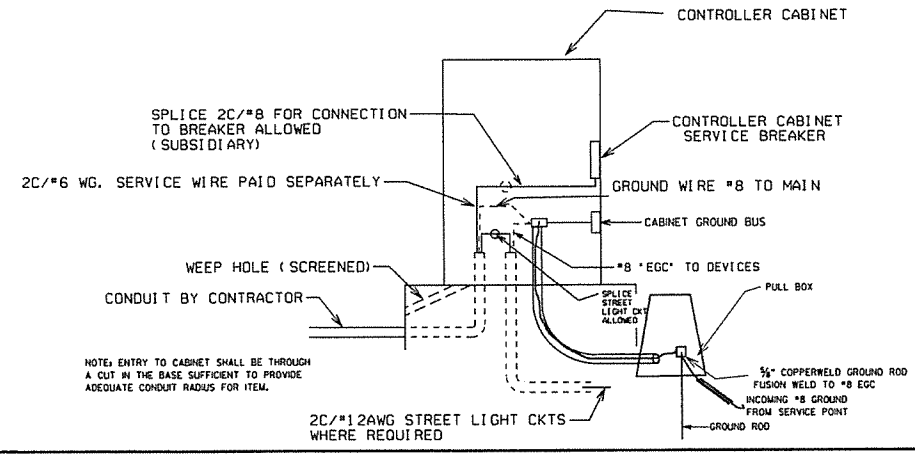 CONTROLLER CABINET
SPLICE 2C/#8 FOR CONNECTION
TO BREAKER ALLOWED
(SUBSIDIARY)
CONTROLLER CABINET
SERVICE BREAKER
2C/#6 WG. SERVICE WIRE PAID SEPARATELY
GROUND WIRE #8 TO MAIN
CABINET GROUND BUS
WEEP HOLE (SCREENED)
#8 "EGC" TO DEVICES
CONDUIT BY CONTRACTOR
SPLICE
STREET
LIGHT CKT
ALLOWED
PULL BOX
NOTE: ENTRY TO CABINET SHALL BE THROUGH
A CUT IN THE BASE SUFFICIENT TO PROVIDE
ADEQUATE CONDUIT RADIUS FOR ITEM.
5/8" COPPERWELD GROUND ROD
FUSION WELD TO #8 EGC
INCOMING #8 GROUND
FROM SERVICE POINT
2C/#12AWG STREET LIGHT CKTS
WHERE REQUIRED
GROUND ROD